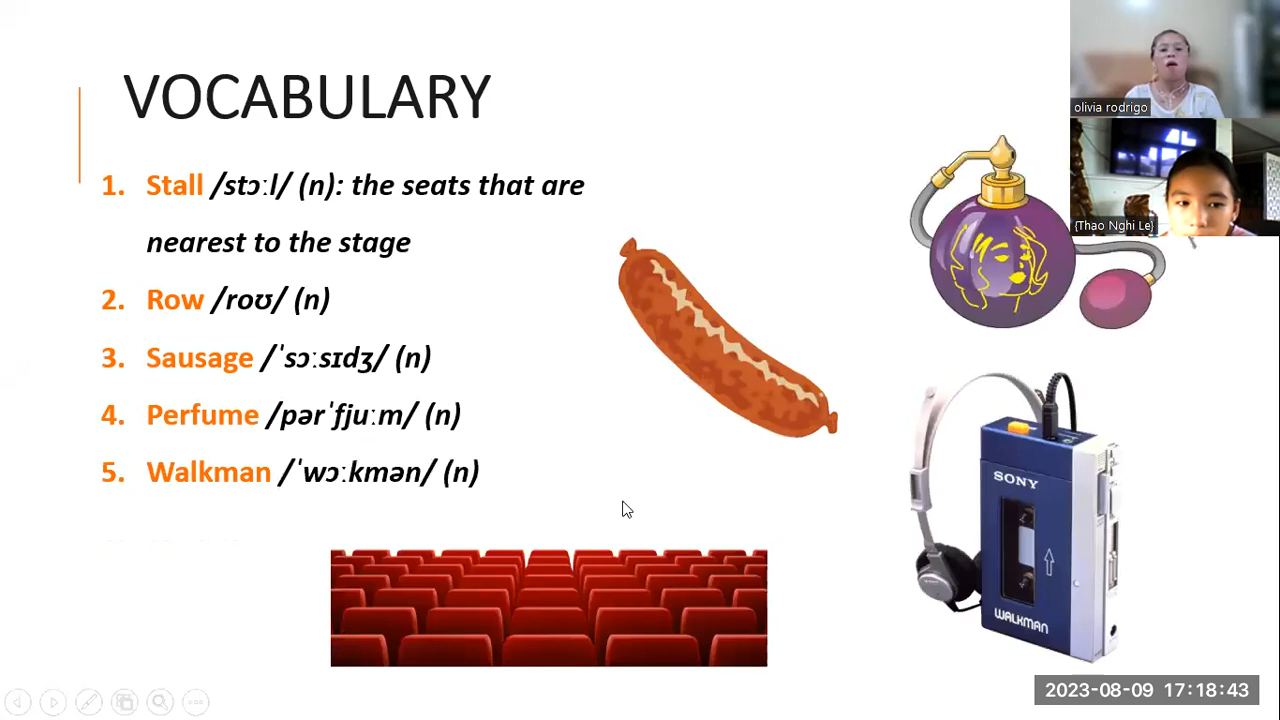 VOCABULARY
1. Stall /stɔːl/ (n): the seats that are
nearest to the stage
2. Row /roʊ/ (n)
3. Sausage /ˈsɔːsɪdʒ/ (n)
4. Perfume /pərˈfjuːm/ (n)
5. Walkman /ˈwɔːkmən/ (n)
olivia rodrigo
{Thao Nghi Le}
SONY
WALKMAN
2023-08-09 17:18:43